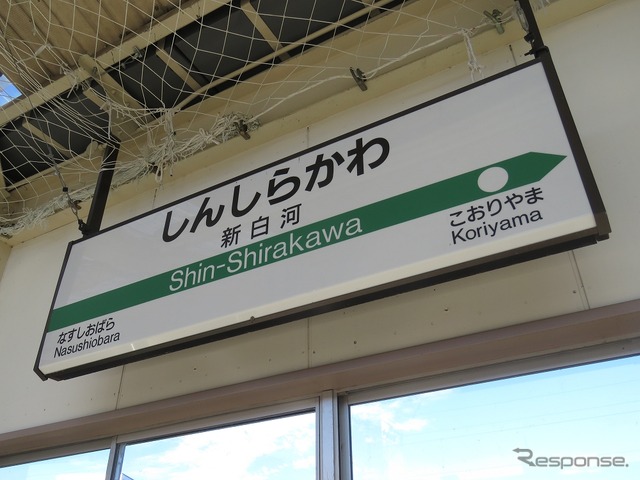 しんしらかわ
新白河
Shin-Shirakawa
こおりやま
Koriyama
なすしおばら
Nasushiobara
Response.